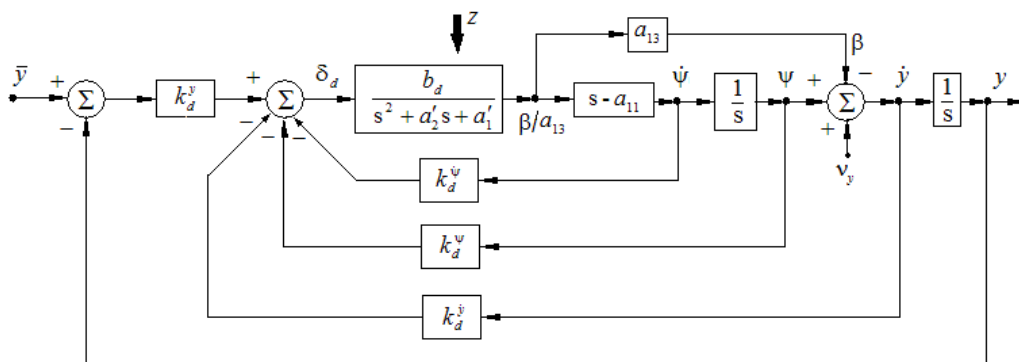 z
a₁₃
β
ȳ
+
Σ
−
k_d^y
+
−
−
−
Σ
δ_d
b_d
s² + a′₂s + a′₁
β/a₁₃
s - a₁₁
ψ̇
1
s
ψ
+
−
+
Σ
ν_y
ẏ
1
s
y
k_d^ψ̇
k_d^ψ
k_d^ẏ